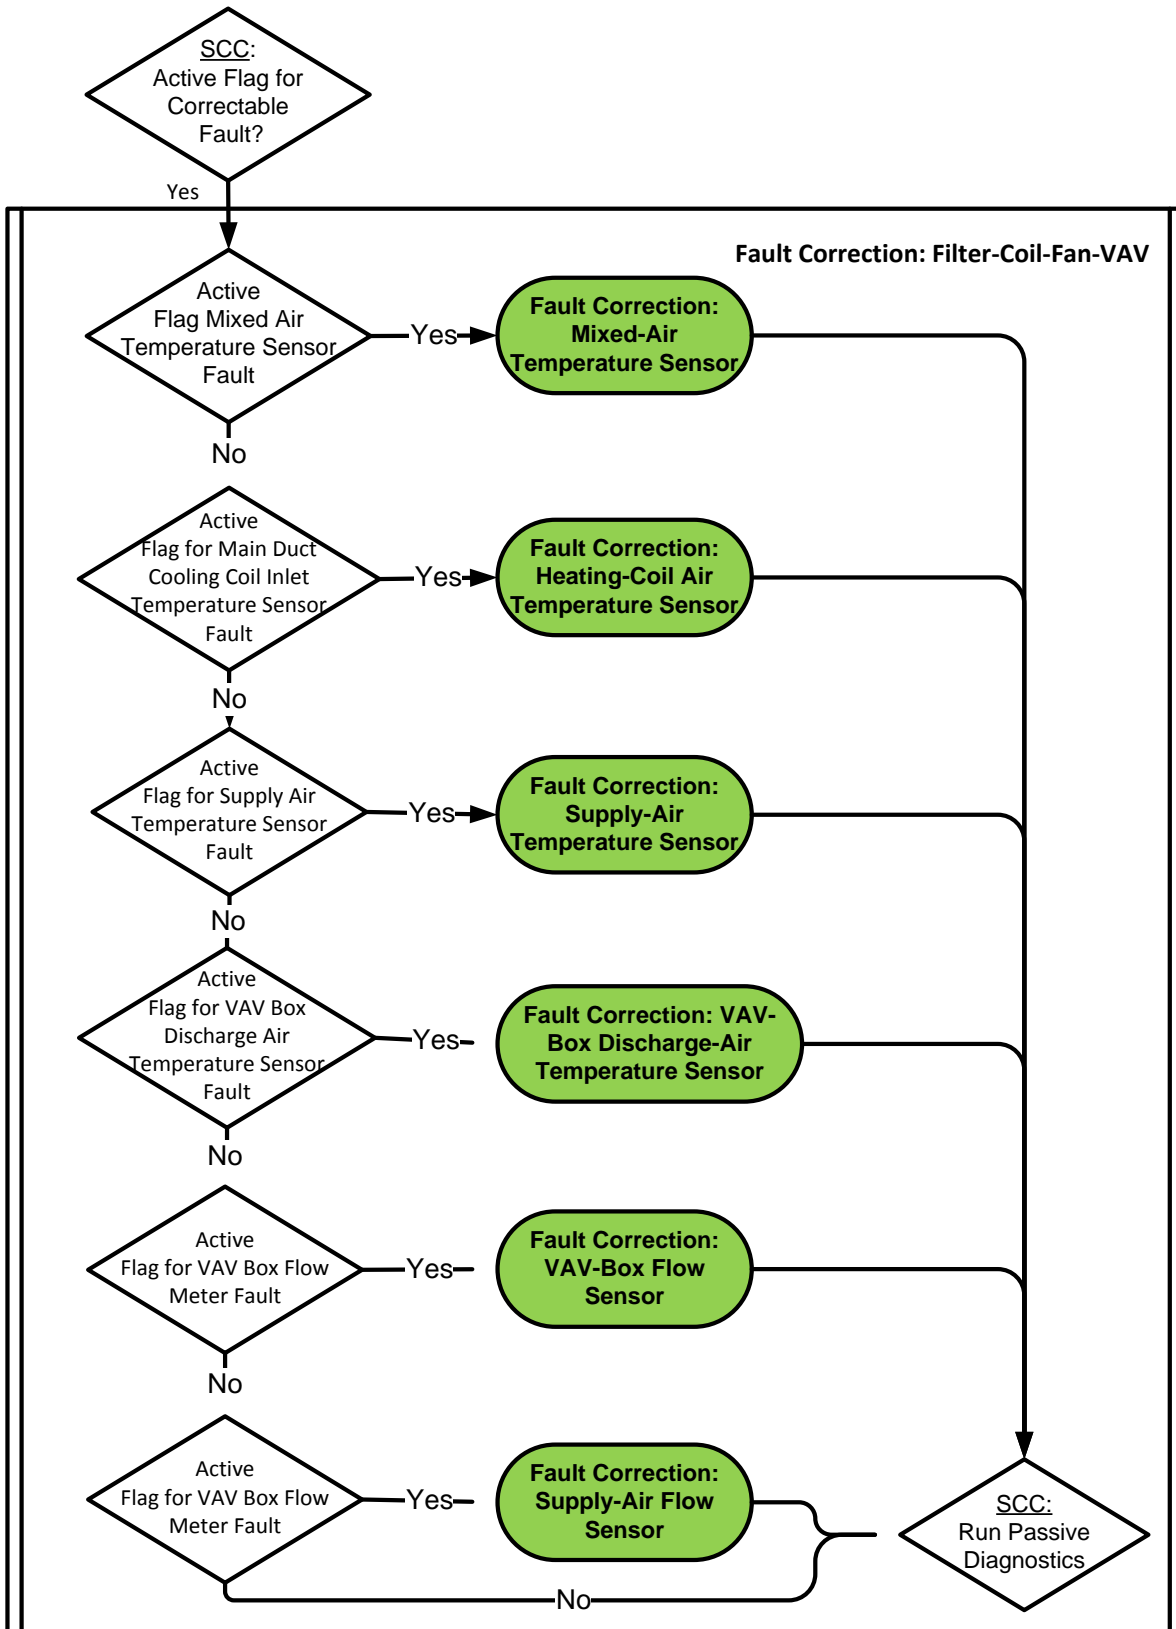 SCC:
Active Flag for
Correctable
Fault?
Yes
Fault Correction: Filter-Coil-Fan-VAV
Active
Flag Mixed Air
Temperature Sensor
Fault
Yes
Fault Correction:
Mixed-Air
Temperature Sensor
No
Active
Flag for Main Duct
Cooling Coil Inlet
Temperature Sensor
Fault
Yes
Fault Correction:
Heating-Coil Air
Temperature Sensor
No
Active
Flag for Supply Air
Temperature Sensor
Fault
Yes
Fault Correction:
Supply-Air
Temperature Sensor
No
Active
Flag for VAV Box
Discharge Air
Temperature Sensor
Fault
Yes
Fault Correction: VAV-
Box Discharge-Air
Temperature Sensor
No
Active
Flag for VAV Box Flow
Meter Fault
Yes
Fault Correction:
VAV-Box Flow
Sensor
No
Active
Flag for VAV Box Flow
Meter Fault
Yes
Fault Correction:
Supply-Air Flow
Sensor
SCC:
Run Passive
Diagnostics
No